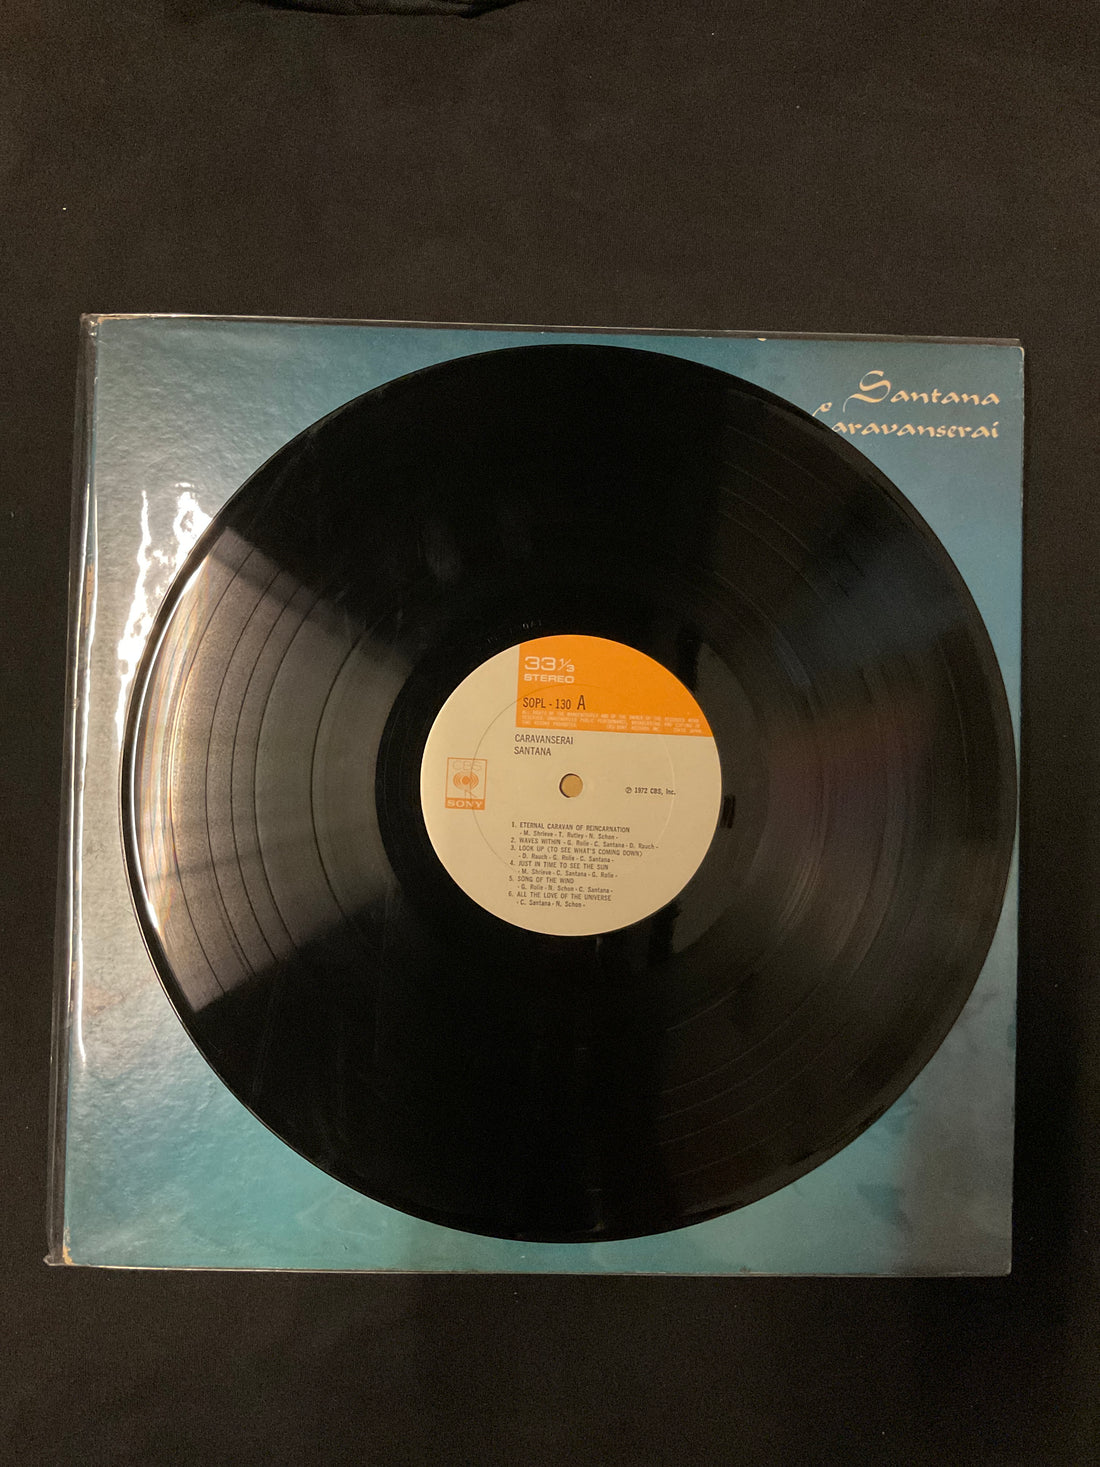 Santana
Caravanserai
33 1/3
STEREO
SOPL-130 A
CARAVANSERAI
SANTANA
CBS
SONY
℗ 1972 CBS, Inc.
1. ETERNAL CARAVAN OF REINCARNATION
- M. Shrieve - T. Rutley - N. Schon -
2. WAVES WITHIN - G. Rolie - C. Santana - D. Rauch -
3. LOOK UP (TO SEE WHAT'S COMING DOWN)
- D. Rauch - G. Rolie - C. Santana -
4. JUST IN TIME TO SEE THE SUN
- M. Shrieve - C. Santana - G. Rolie -
5. SONG OF THE WIND
- G. Rolie - N. Schon - C. Santana -
6. ALL THE LOVE OF THE UNIVERSE
- C. Santana - N. Schon -